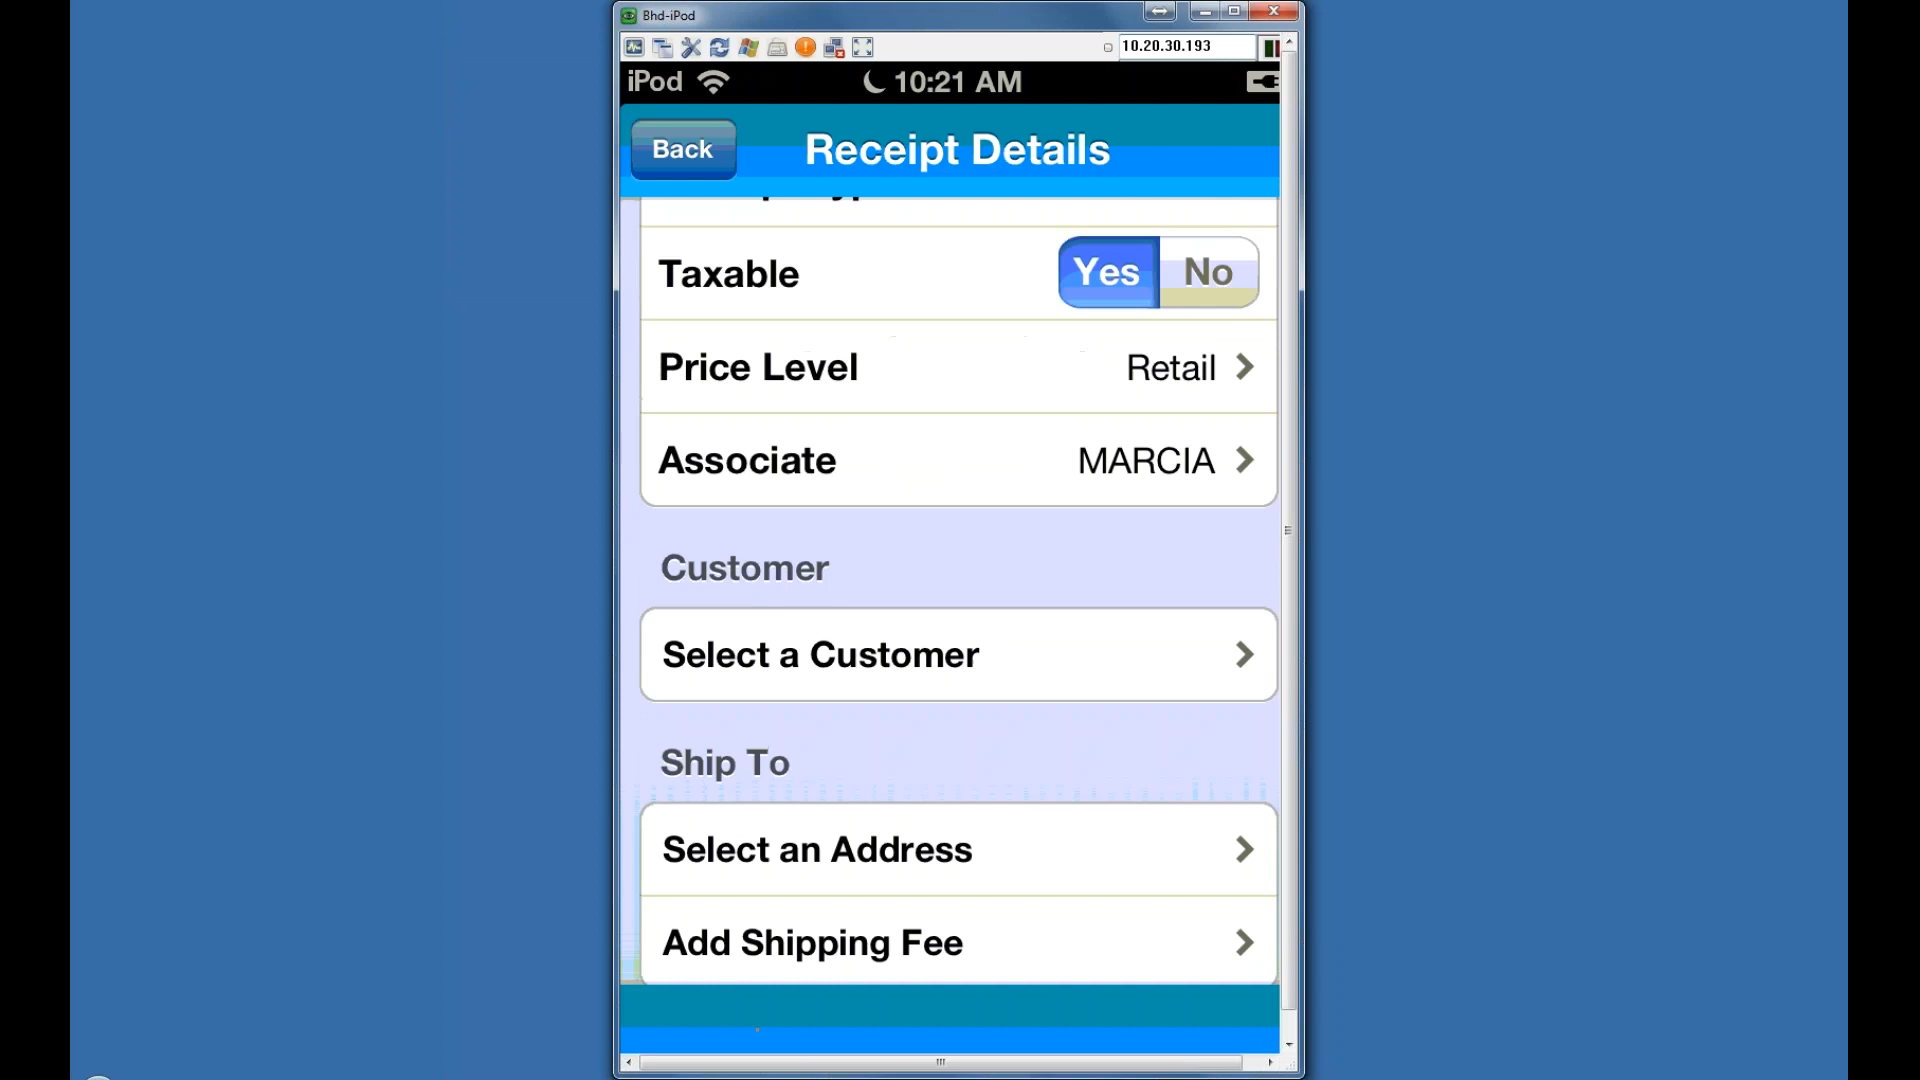 Bhd-iPod
10.20.30.193
iPod 10:21 AM
Back Receipt Details
Taxable Yes No
Price Level Retail
Associate MARCIA
Customer
Select a Customer
Ship To
Select an Address
Add Shipping Fee